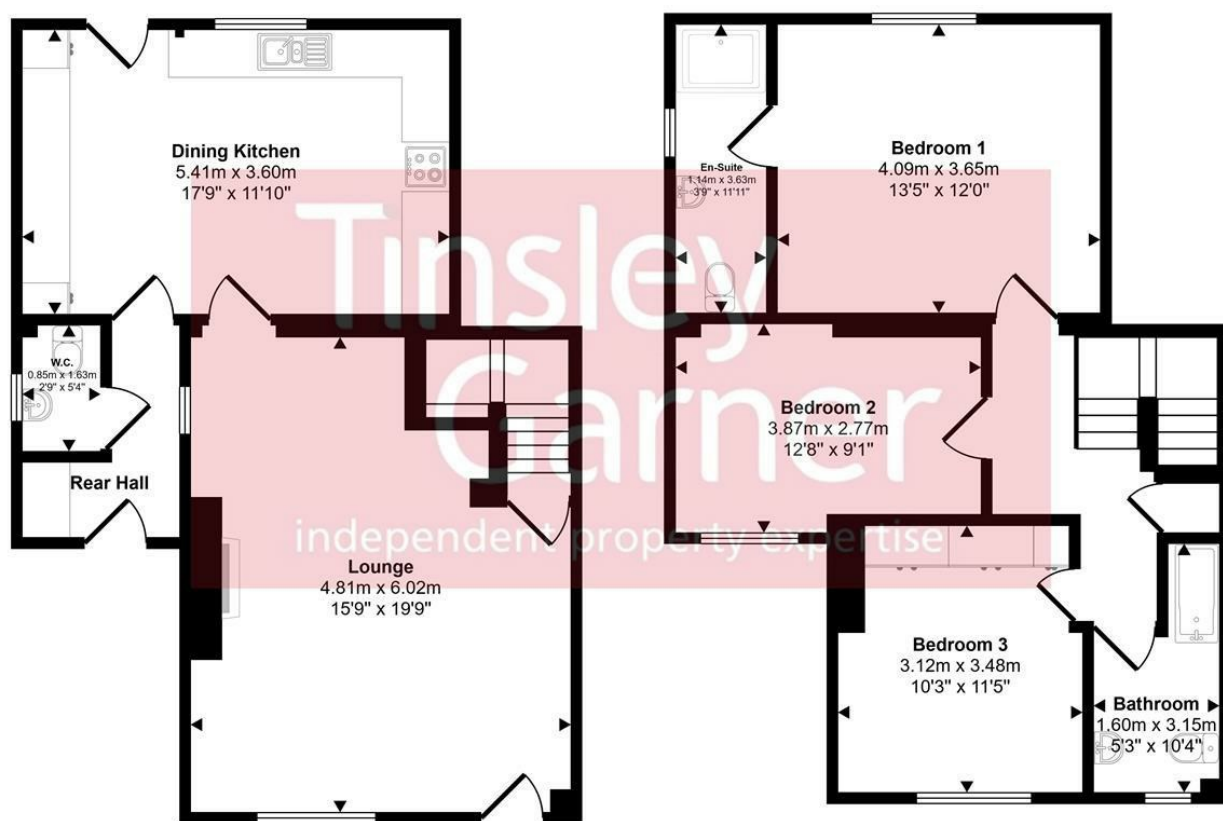 Dining Kitchen
5.41m x 3.60m
17'9" x 11'10"
W.C.
0.85m x 1.63m
2'9" x 5'4"
Rear Hall
Lounge
4.81m x 6.02m
15'9" x 19'9"
En-Suite
1.14m x 3.63m
3'9" x 11'11"
Bedroom 1
4.09m x 3.65m
13'5" x 12'0"
Bedroom 2
3.87m x 2.77m
12'8" x 9'1"
Bedroom 3
3.12m x 3.48m
10'3" x 11'5"
Bathroom
1.60m x 3.15m
5'3" x 10'4"
Tinsley
Garner
independent property expertise